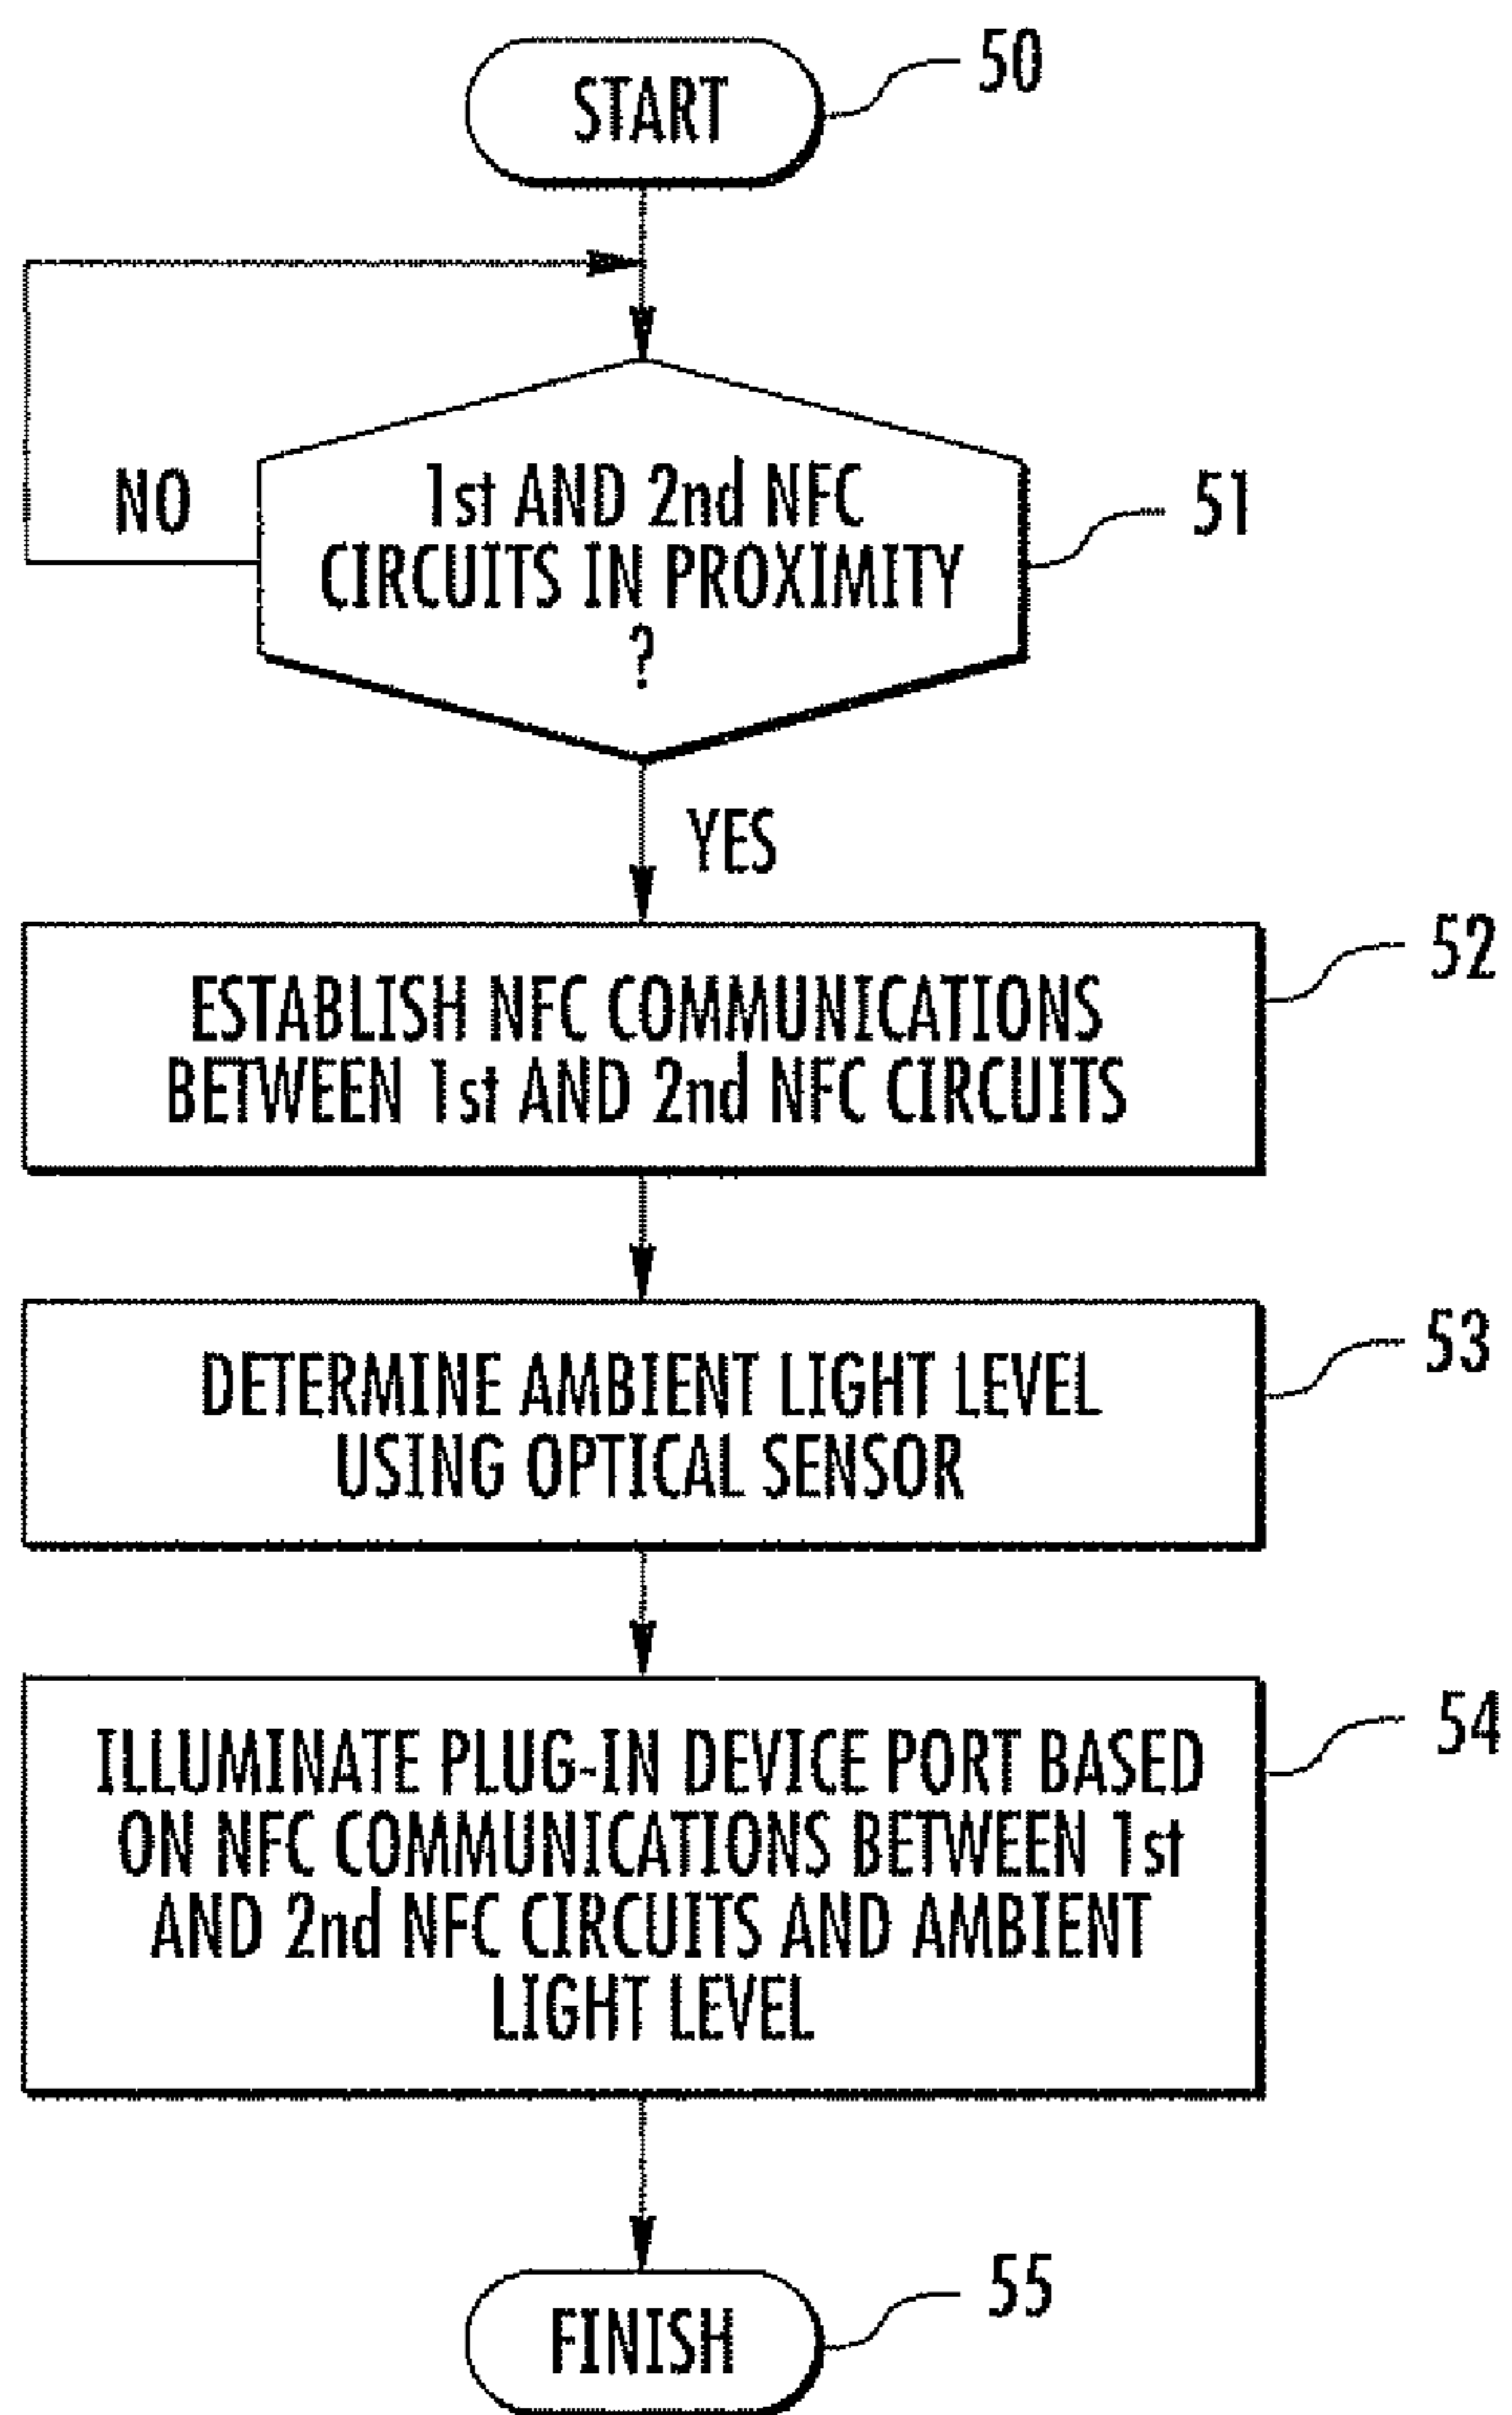 START
50
NO
1st AND 2nd NFC
CIRCUITS IN PROXIMITY
?
51
YES
52
ESTABLISH NFC COMMUNICATIONS
BETWEEN 1st AND 2nd NFC CIRCUITS
53
DETERMINE AMBIENT LIGHT LEVEL
USING OPTICAL SENSOR
54
ILLUMINATE PLUG-IN DEVICE PORT BASED
ON NFC COMMUNICATIONS BETWEEN 1st
AND 2nd NFC CIRCUITS AND AMBIENT
LIGHT LEVEL
55
FINISH